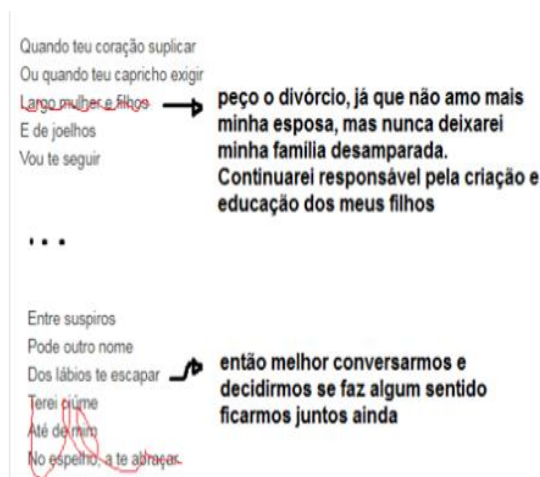 Quando teu coração suplicar
Ou quando teu capricho exigir
Largo mulher e filhos
E de joelhos
Vou te seguir
peço o divórcio, já que não amo mais
minha esposa, mas nunca deixarei
minha família desamparada.
Continuarei responsável pela criação e
educação dos meus filhos
...
Entre suspiros
Pode outro nome
Dos lábios te escapar
Terei ciúme
Até de mim
No espelho, a te abraçar
então melhor conversarmos e
decidirmos se faz algum sentido
ficarmos juntos ainda